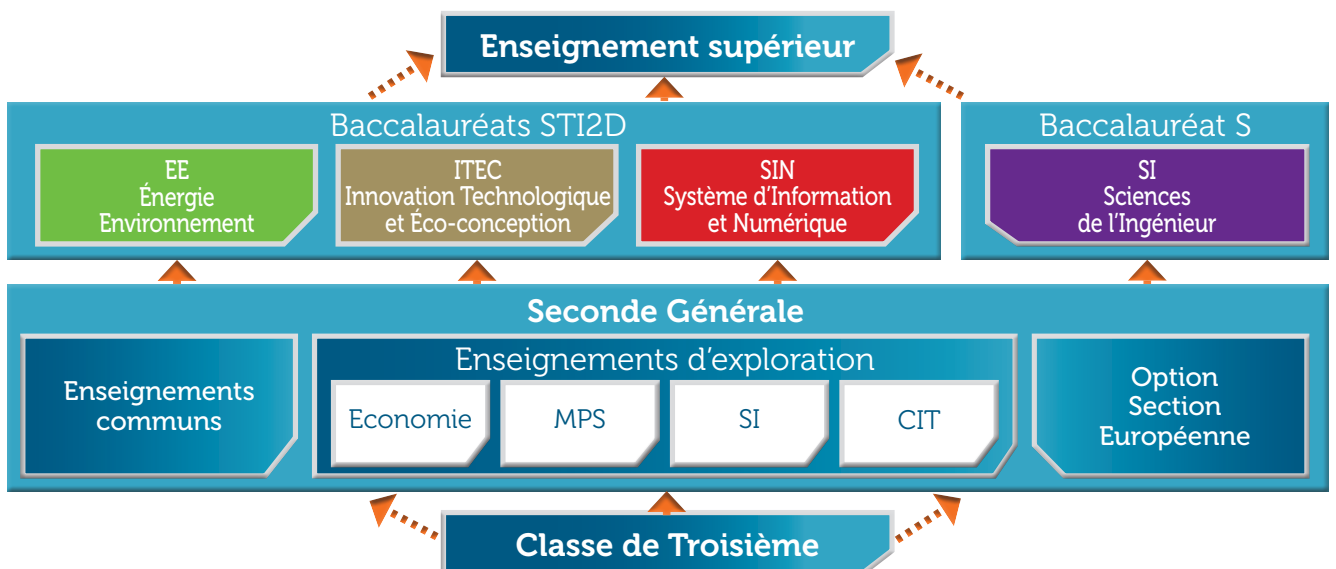 Enseignement supérieur
Baccalauréats STI2D
EE
Énergie
Environnement
ITEC
Innovation Technologique
et Éco-conception
SIN
Système d'Information
et Numérique
Baccalauréat S
SI
Sciences
de l'Ingénieur
Seconde Générale
Enseignements
communs
Enseignements d'exploration
Economie
MPS
SI
CIT
Option
Section
Européenne
Classe de Troisième